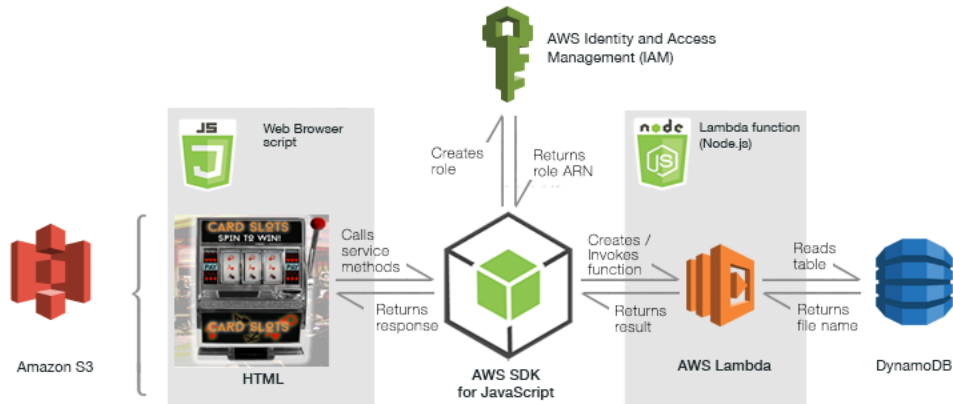 AWS Identity and Access
Management (IAM)
JS
Web Browser
script
node
JS
Lambda function
(Node.js)
Creates
role
Returns
role ARN
CARD SLOTS
SPIN TO WIN!
PAY
PAY
CARD SLOTS
Calls
service
methods
Returns
response
Creates /
Invokes
function
Returns
result
Reads
table
Returns
file name
Amazon S3
HTML
AWS SDK
for JavaScript
AWS Lambda
DynamoDB